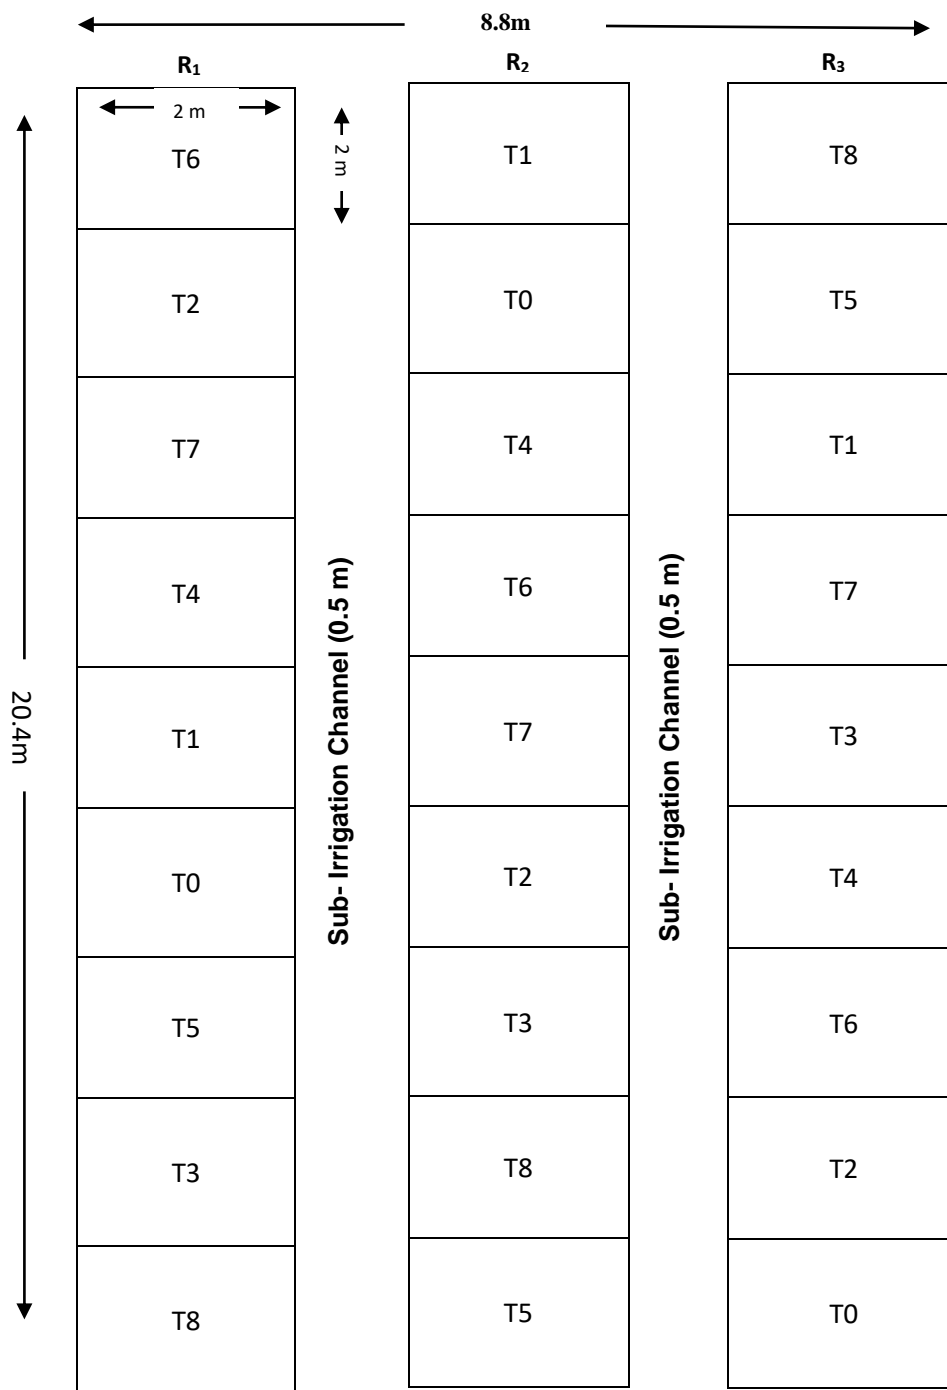 8.8m
R₁
R₂
R₃
2 m
2 m
T6
T1
T8
T2
T0
T5
T7
T4
T1
T4
T6
T7
T1
T7
T3
T0
T2
T4
T5
T3
T6
T3
T8
T2
T8
T5
T0
20.4m
Sub- Irrigation Channel (0.5 m)
Sub- Irrigation Channel (0.5 m)